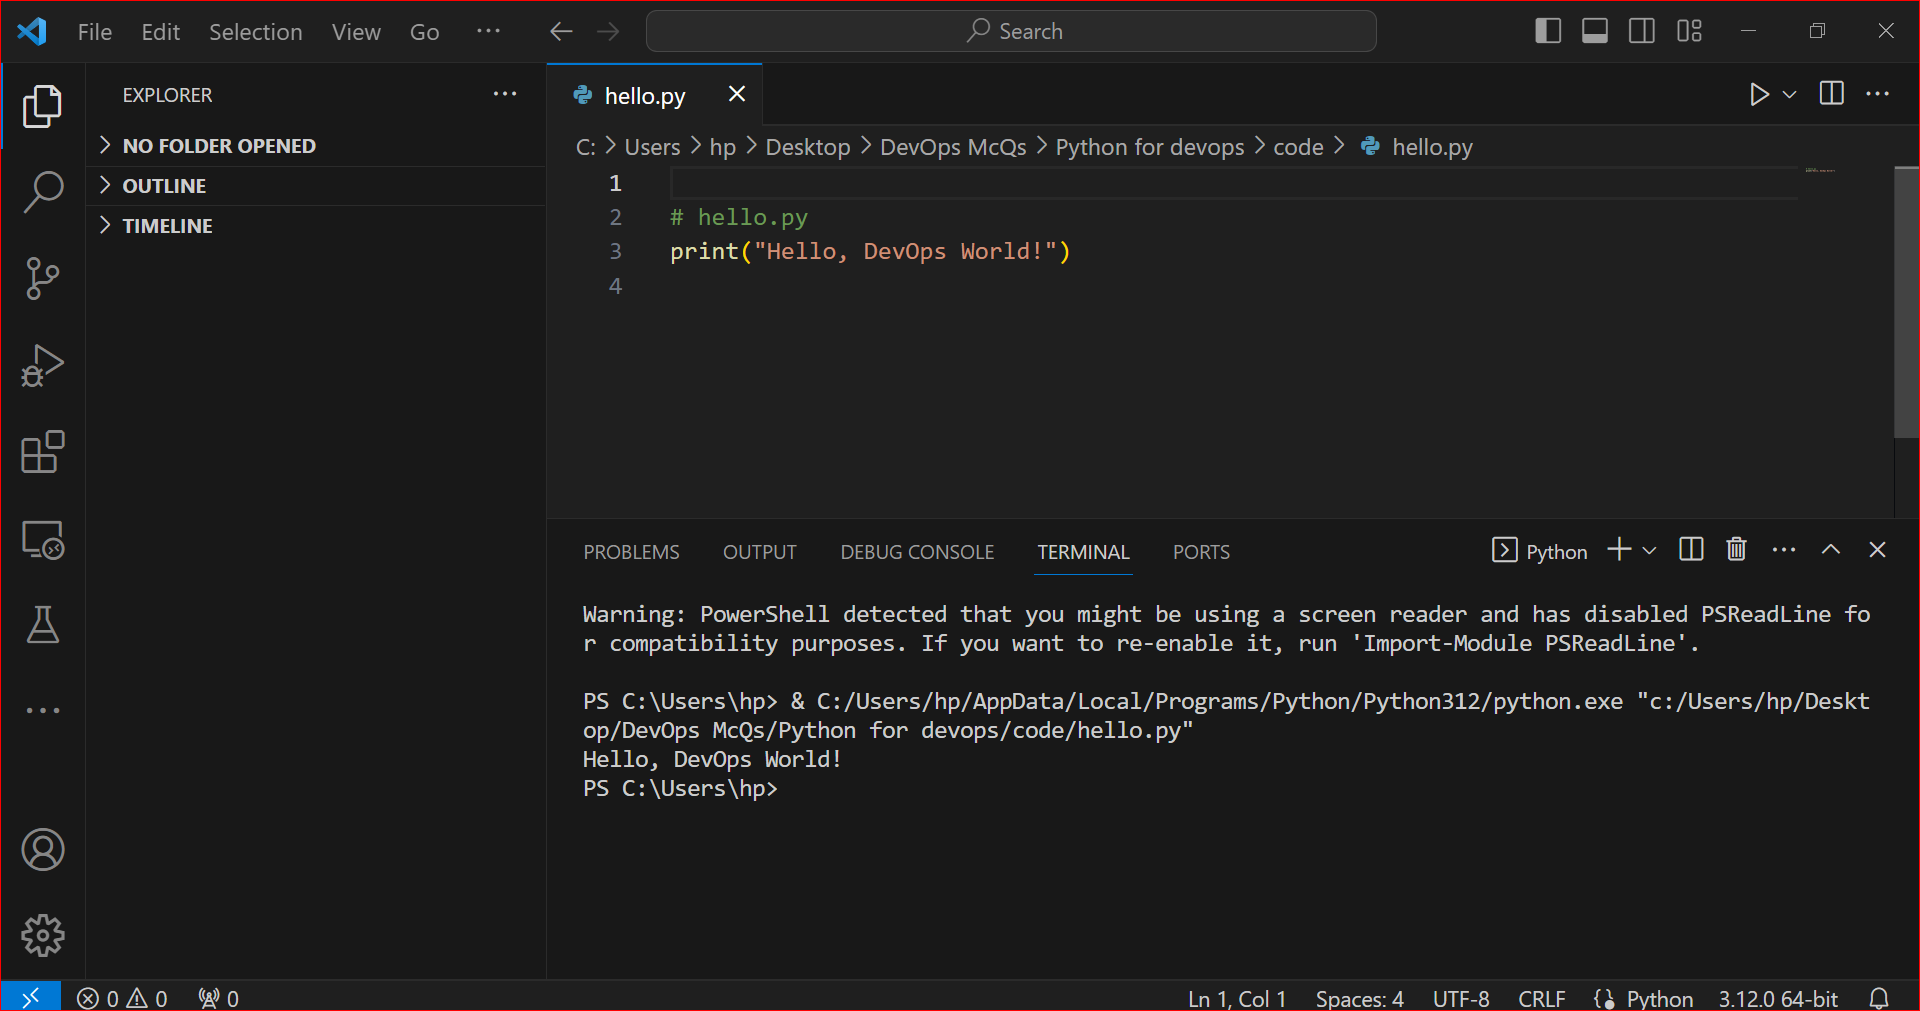 File Edit Selection View Go ··· Search
EXPLORER ···
NO FOLDER OPENED
OUTLINE
TIMELINE
hello.py
C: > Users > hp > Desktop > DevOps McQs > Python for devops > code > hello.py
1
2 # hello.py
3 print("Hello, DevOps World!")
4
PROBLEMS OUTPUT DEBUG CONSOLE TERMINAL PORTS Python
Warning: PowerShell detected that you might be using a screen reader and has disabled PSReadLine fo
r compatibility purposes. If you want to re-enable it, run 'Import-Module PSReadLine'.
PS C:\Users\hp> & C:/Users/hp/AppData/Local/Programs/Python/Python312/python.exe "c:/Users/hp/Deskt
op/DevOps McQs/Python for devops/code/hello.py"
Hello, DevOps World!
PS C:\Users\hp>
0 0 0 Ln 1, Col 1 Spaces: 4 UTF-8 CRLF Python 3.12.0 64-bit